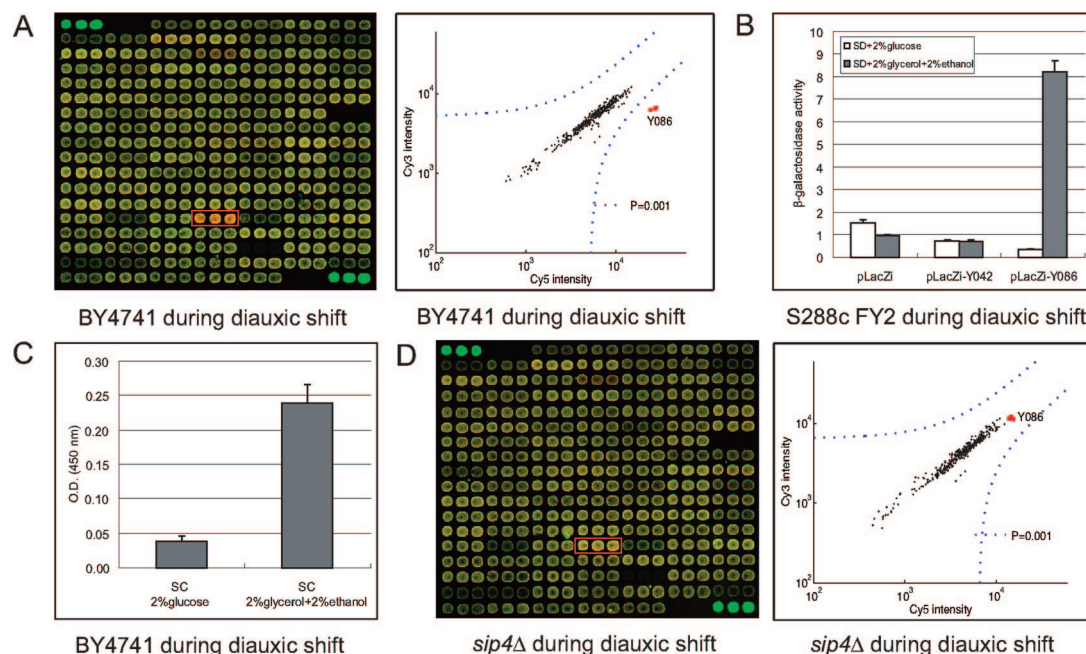 A
10⁴
10³
10²
Cy3 intensity
Y086
P=0.001
10² 10³ 10⁴
Cy5 intensity
BY4741 during diauxic shift
BY4741 during diauxic shift
B
10
9
8
7
6
5
4
3
2
1
0
β-galactosidase activity
SD+2%glucose
SD+2%glycerol+2%ethanol
pLacZi pLacZi-Y042 pLacZi-Y086
S288c FY2 during diauxic shift
C
0.30
0.25
0.20
0.15
0.10
0.05
0.00
O.D. (450 nm)
SC SC
2%glucose 2%glycerol+2%ethanol
BY4741 during diauxic shift
D
10⁴
10³
10²
Cy3 intensity
Y086
P=0.001
10² 10³ 10⁴
Cy5 intensity
sip4Δ during diauxic shift
sip4Δ during diauxic shift